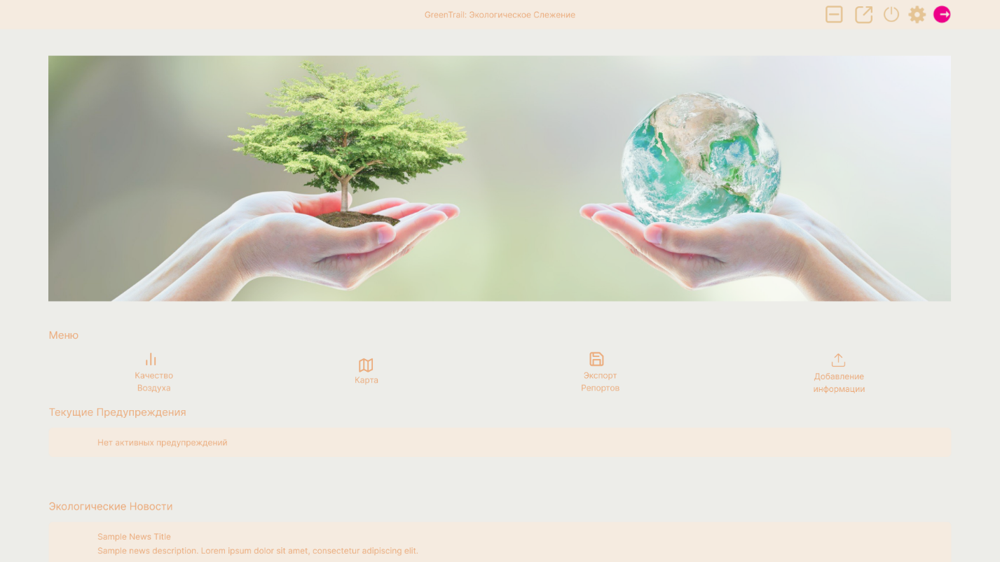 GreenTrail: Экологическое Слежение
Меню
Качество
Воздуха
Карта
Экспорт
Репортов
Добавление
информации
Текущие Предупреждения
Нет активных предупреждений
Экологические Новости
Sample News Title
Sample news description. Lorem ipsum dolor sit amet, consectetur adipiscing elit.